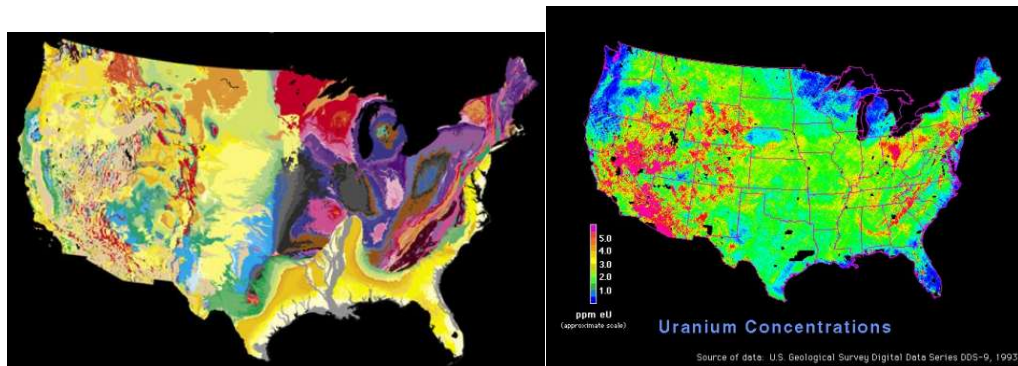 5.0
4.0
3.0
2.0
1.0
ppm eU
(approximate scale)
Uranium Concentrations
Source of data: U.S. Geological Survey Digital Data Series DDS-9, 1993